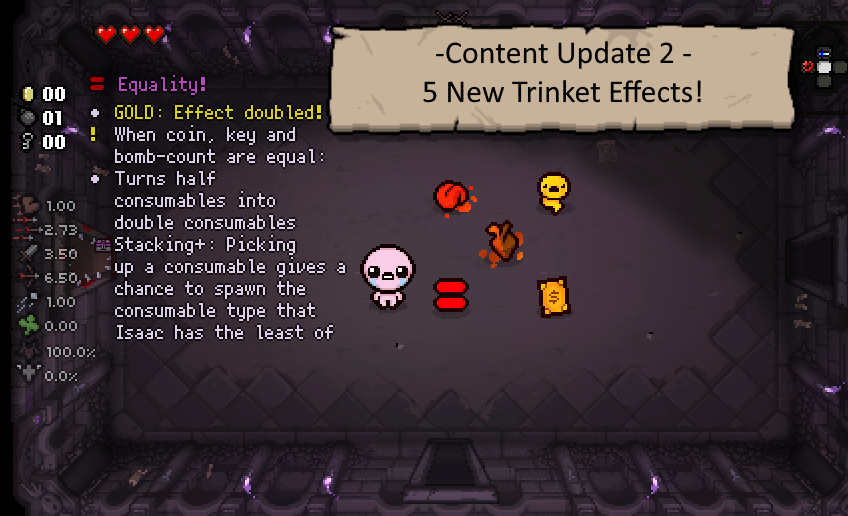 -Content Update 2 -
5 New Trinket Effects!
Equality!
GOLD: Effect doubled!
! When coin, key and
bomb-count are equal:
Turns half
consumables into
double consumables
Stacking+: Picking
up a consumable gives a
chance to spawn the
consumable type that
Isaac has the least of
00
01
00
1.00
-2.73
3.50
6.50
1.00
0.00
100.0%
0.0%
$